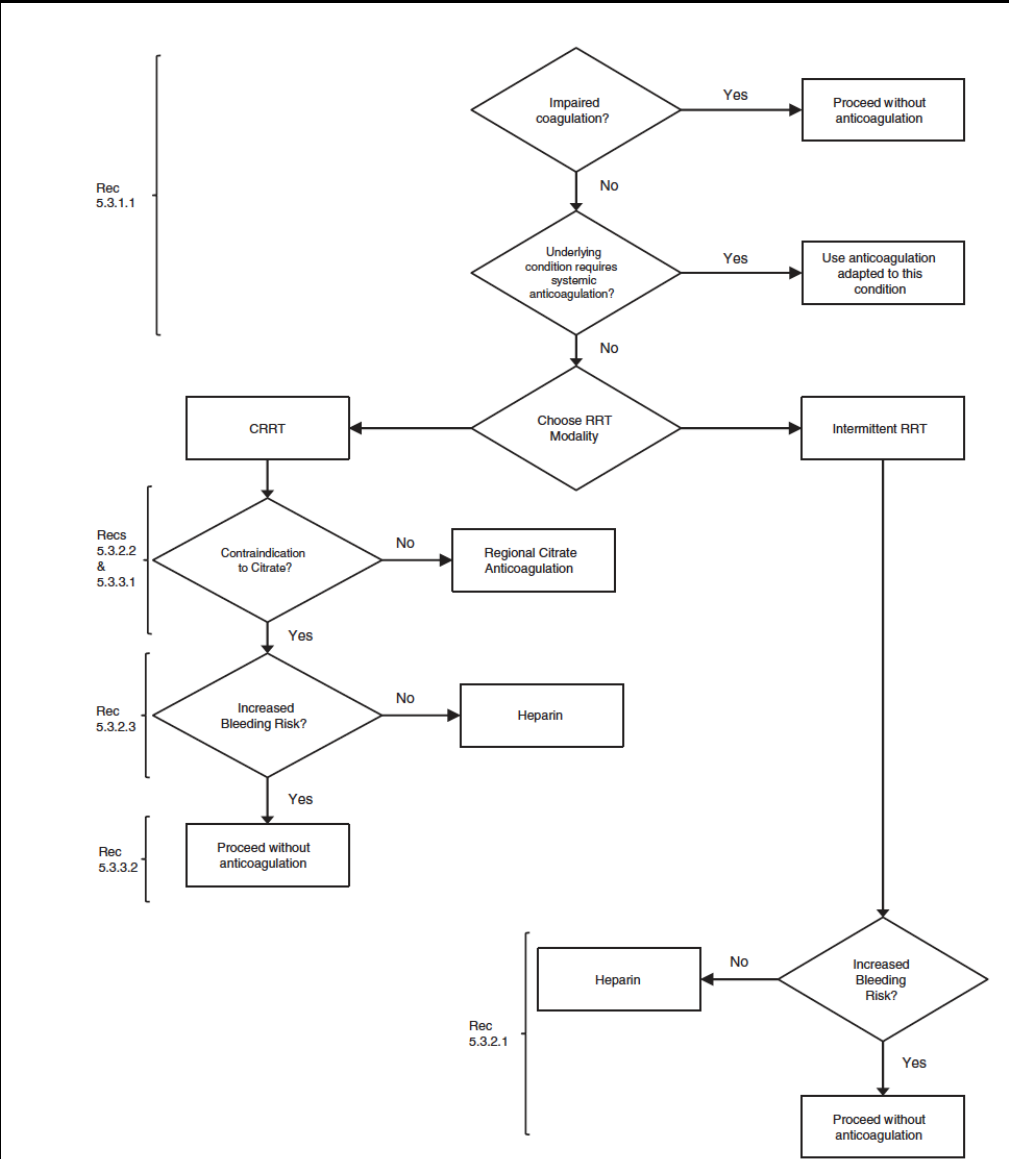 Impaired
coagulation?
Yes
Proceed without
anticoagulation
No
Rec
5.3.1.1
Underlying
condition requires
systemic
anticoagulation?
Yes
Use anticoagulation
adapted to this
condition
No
CRRT
Choose RRT
Modality
Intermittent RRT
Recs
5.3.2.2
&
5.3.3.1
Contraindication
to Citrate?
No
Regional Citrate
Anticoagulation
Yes
Rec
5.3.2.3
Increased
Bleeding Risk?
No
Heparin
Yes
Rec
5.3.3.2
Proceed without
anticoagulation
Rec
5.3.2.1
Heparin
No
Increased
Bleeding
Risk?
Yes
Proceed without
anticoagulation